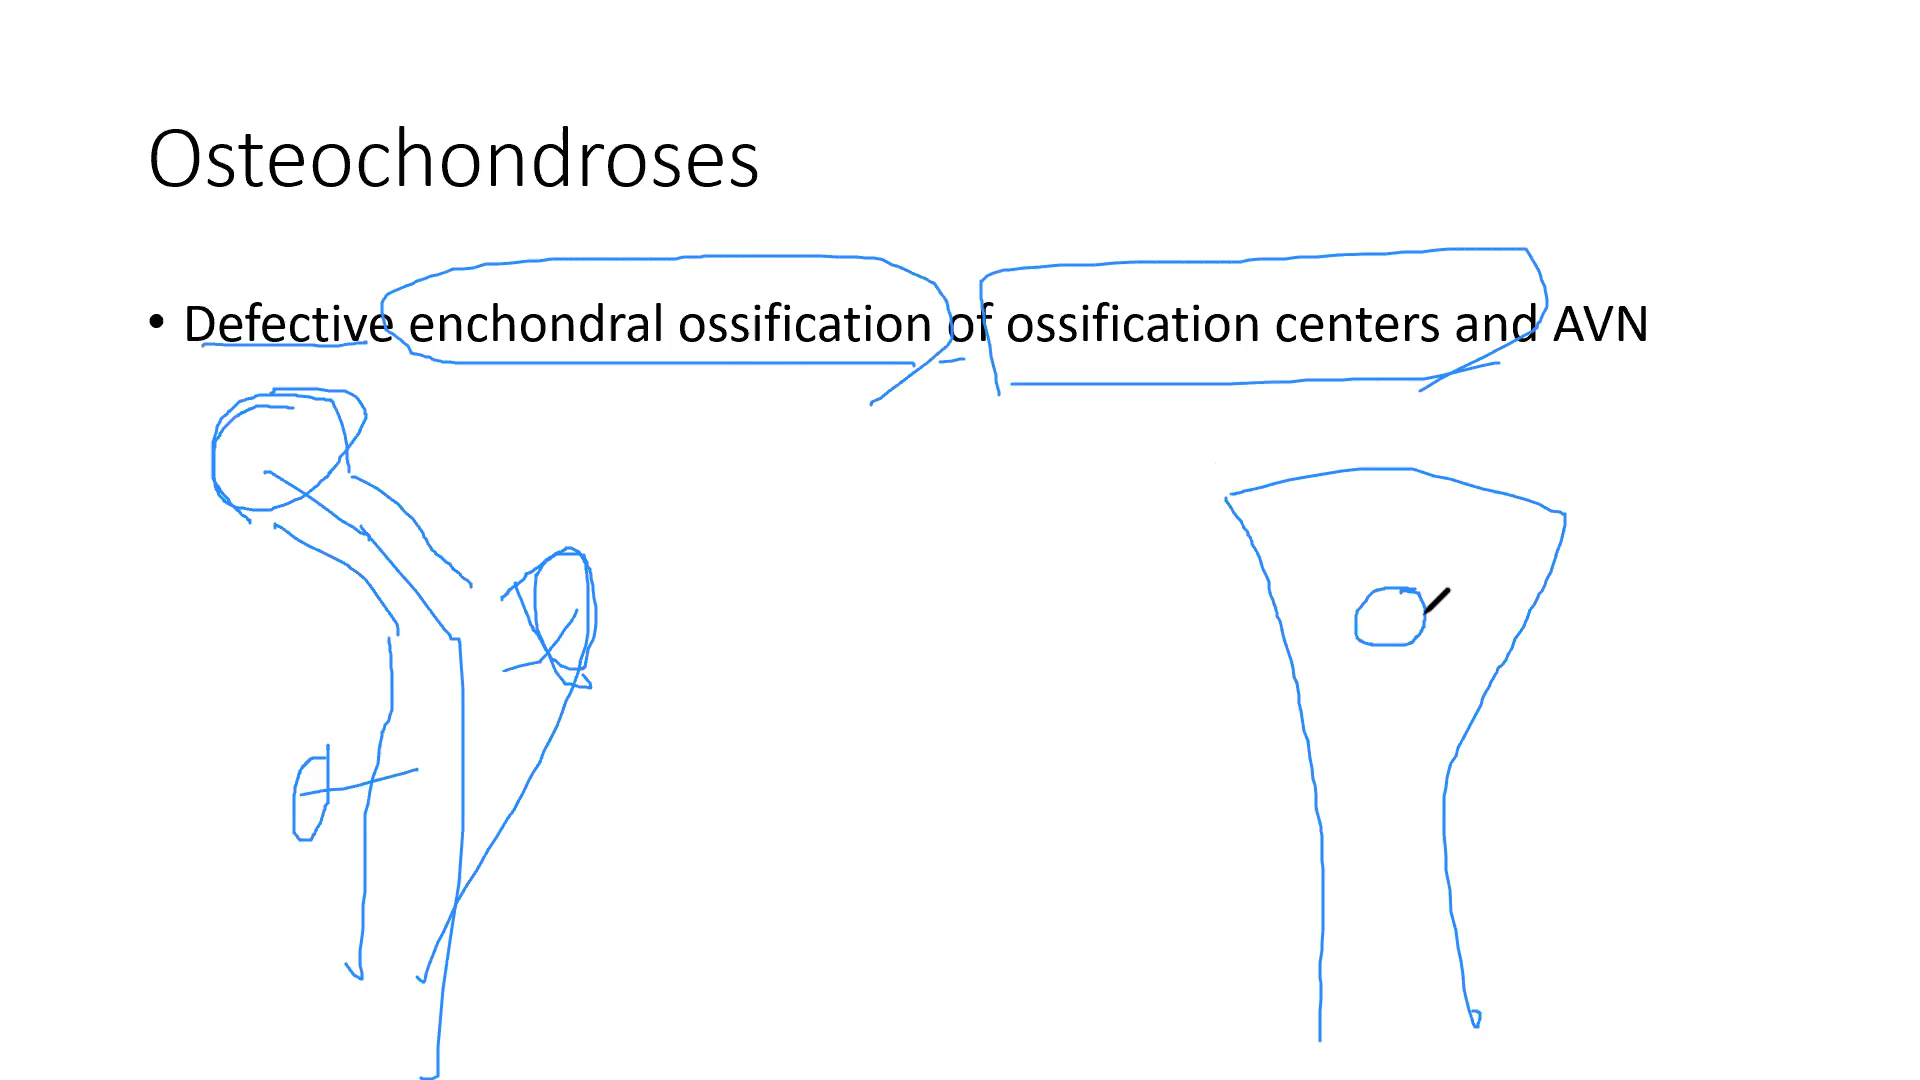 Osteochondroses
• Defective enchondral ossification of ossification centers and AVN